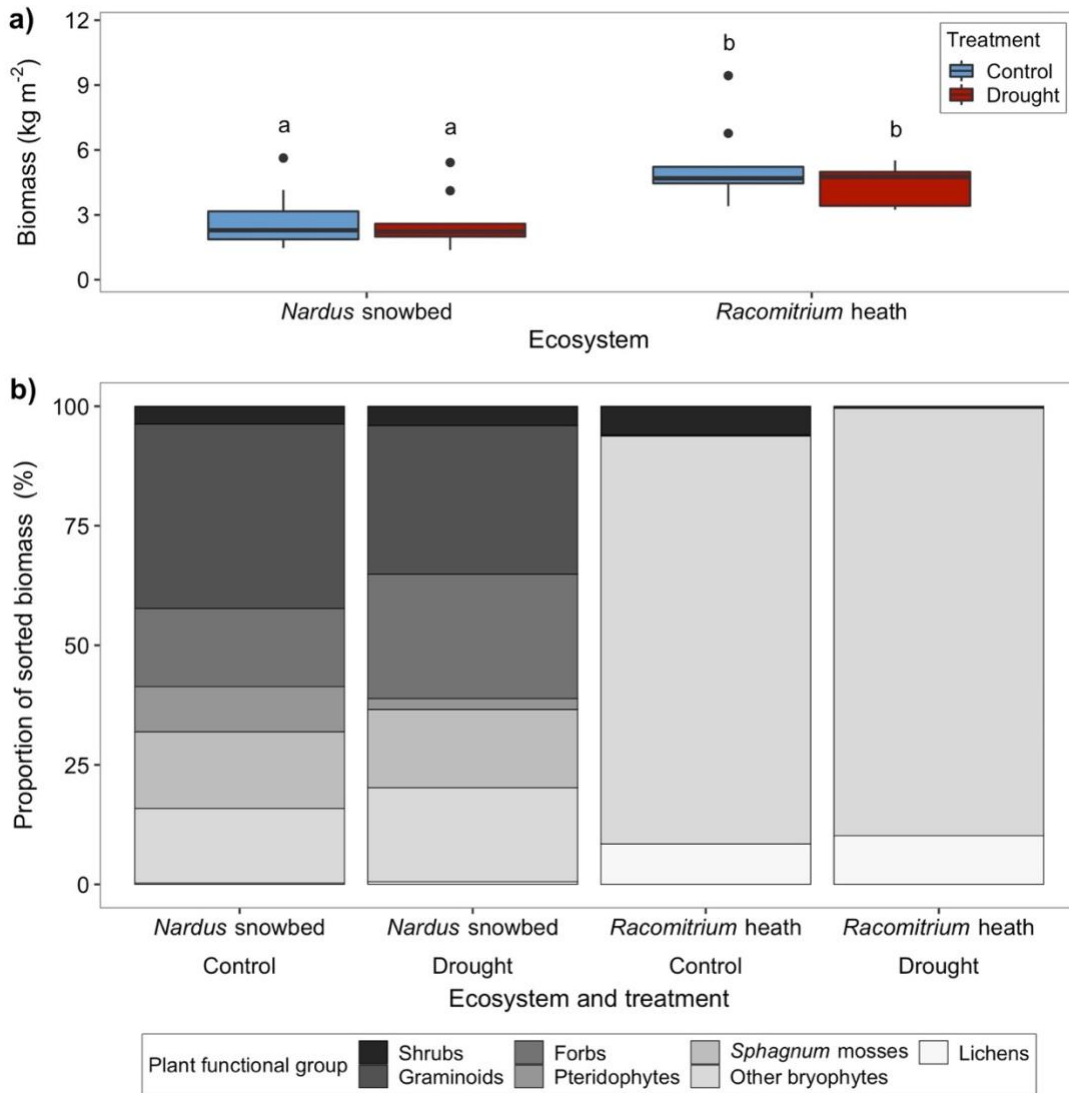 a)
12
9
6
3
0
Biomass (kg m⁻²)
a
a
b
b
Treatment
Control
Drought
Nardus snowbed
Racomitrium heath
Ecosystem
b)
100
75
50
25
0
Proportion of sorted biomass (%)
Nardus snowbed Nardus snowbed Racomitrium heath Racomitrium heath
Control Drought Control Drought
Ecosystem and treatment
Plant functional group
Shrubs Forbs Sphagnum mosses Lichens
Graminoids Pteridophytes Other bryophytes